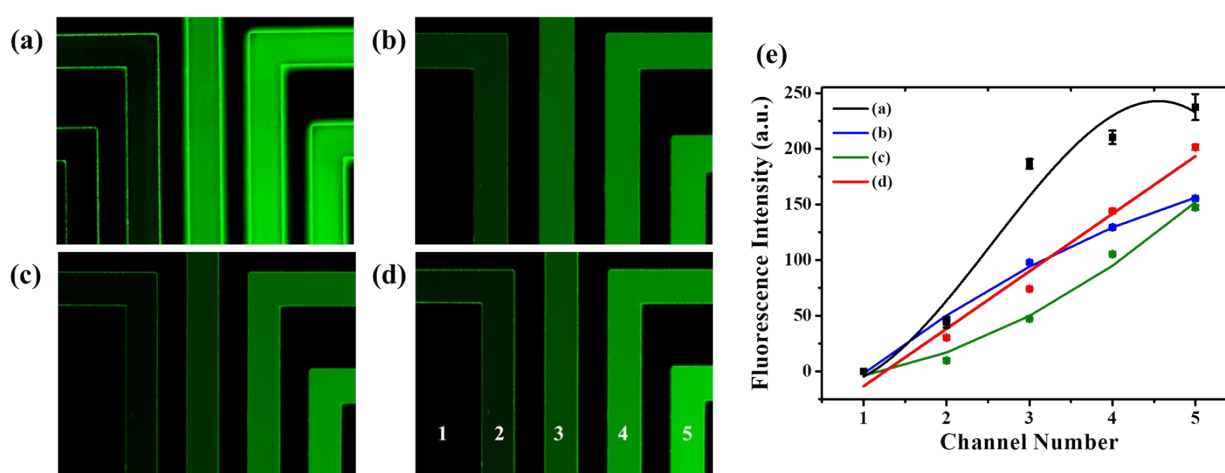 (a)
(b)
(c)
(d)
1 2 3 4 5
(e)
Fluorescence Intensity (a.u.)
250
200
150
100
50
0
(a)
(b)
(c)
(d)
1 2 3 4 5
Channel Number